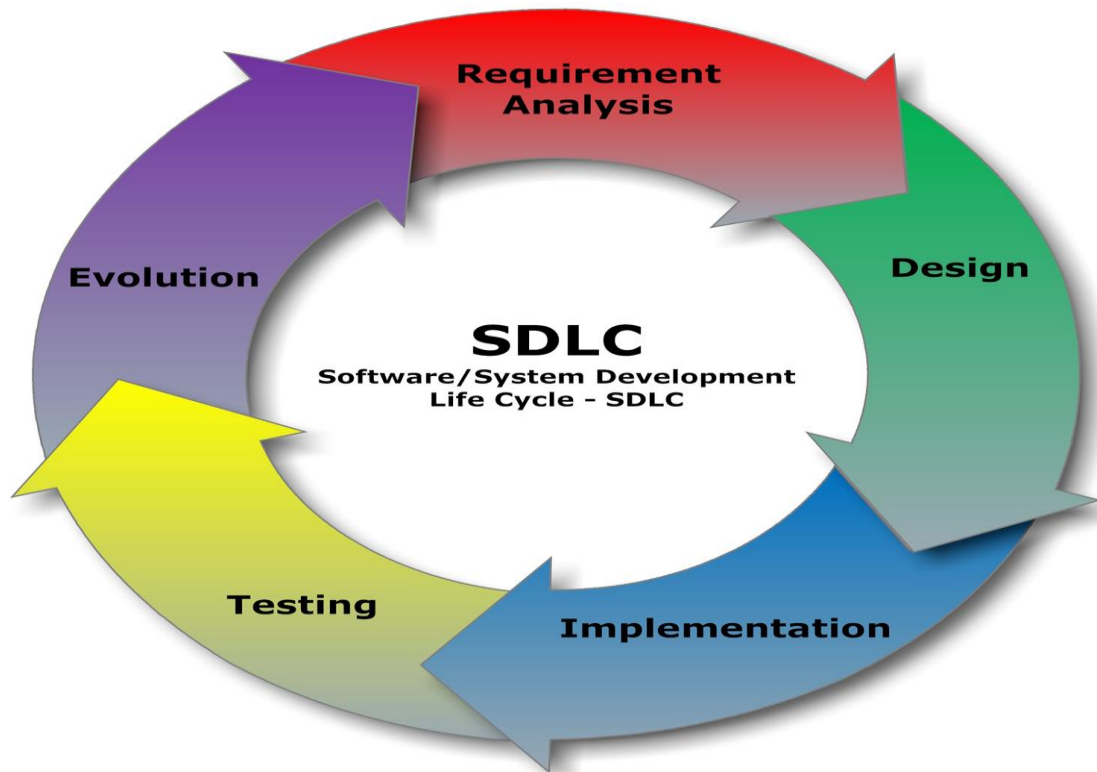 Requirement
Analysis
Design
Implementation
Testing
Evolution
SDLC
Software/System Development
Life Cycle - SDLC